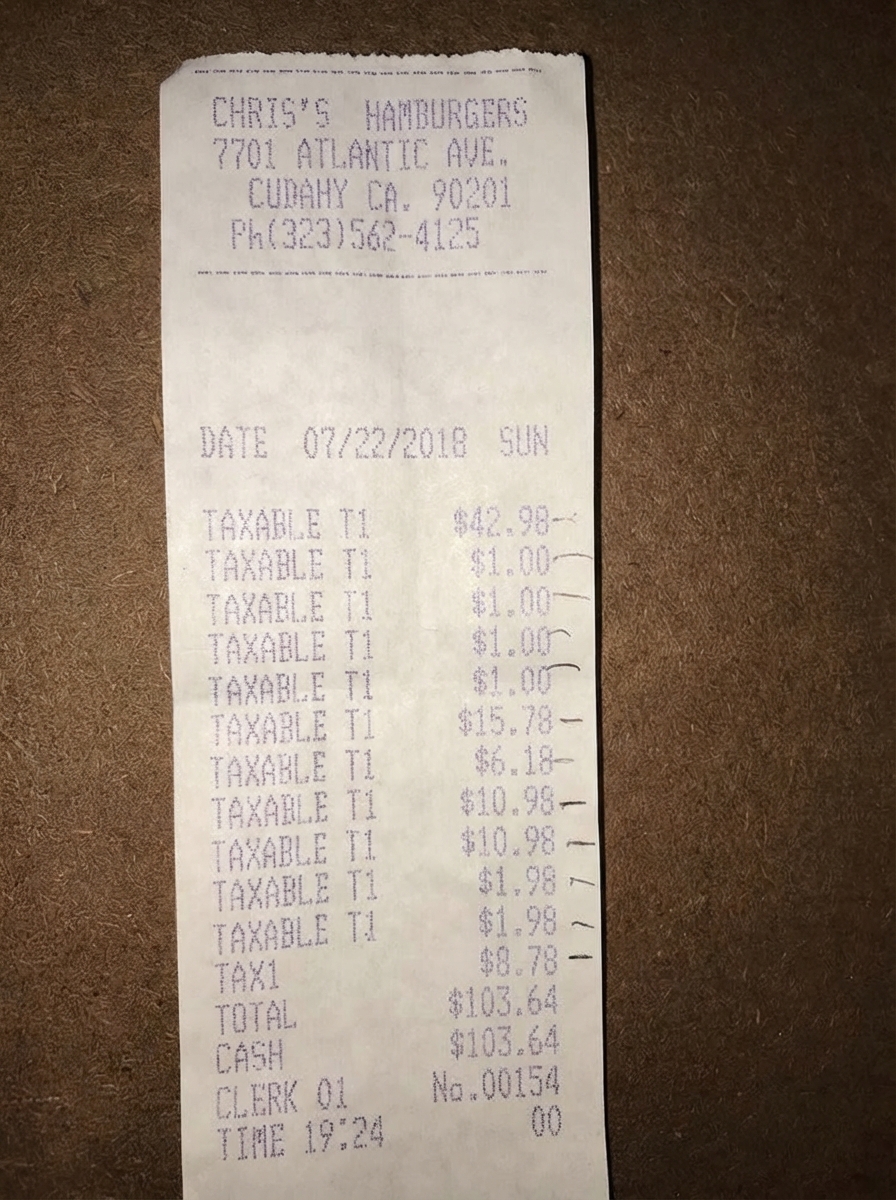 CHRIS'S HAMBURGERS
7701 ATLANTIC AVE.
CUDAHY CA. 90201
Ph(323)562-4125
DATE 07/22/2018 SUN
TAXABLE T1 $42.98
TAXABLE T1 $1.00
TAXABLE T1 $1.00
TAXABLE T1 $1.00
TAXABLE T1 $1.00
TAXABLE T1 $15.78
TAXABLE T1 $6.18
TAXABLE T1 $10.98
TAXABLE T1 $10.98
TAXABLE T1 $1.98
TAXABLE T1 $1.98
TAX1 $8.78
TOTAL $103.64
CASH $103.64
CLERK 01 No.00154
TIME 19:24 00